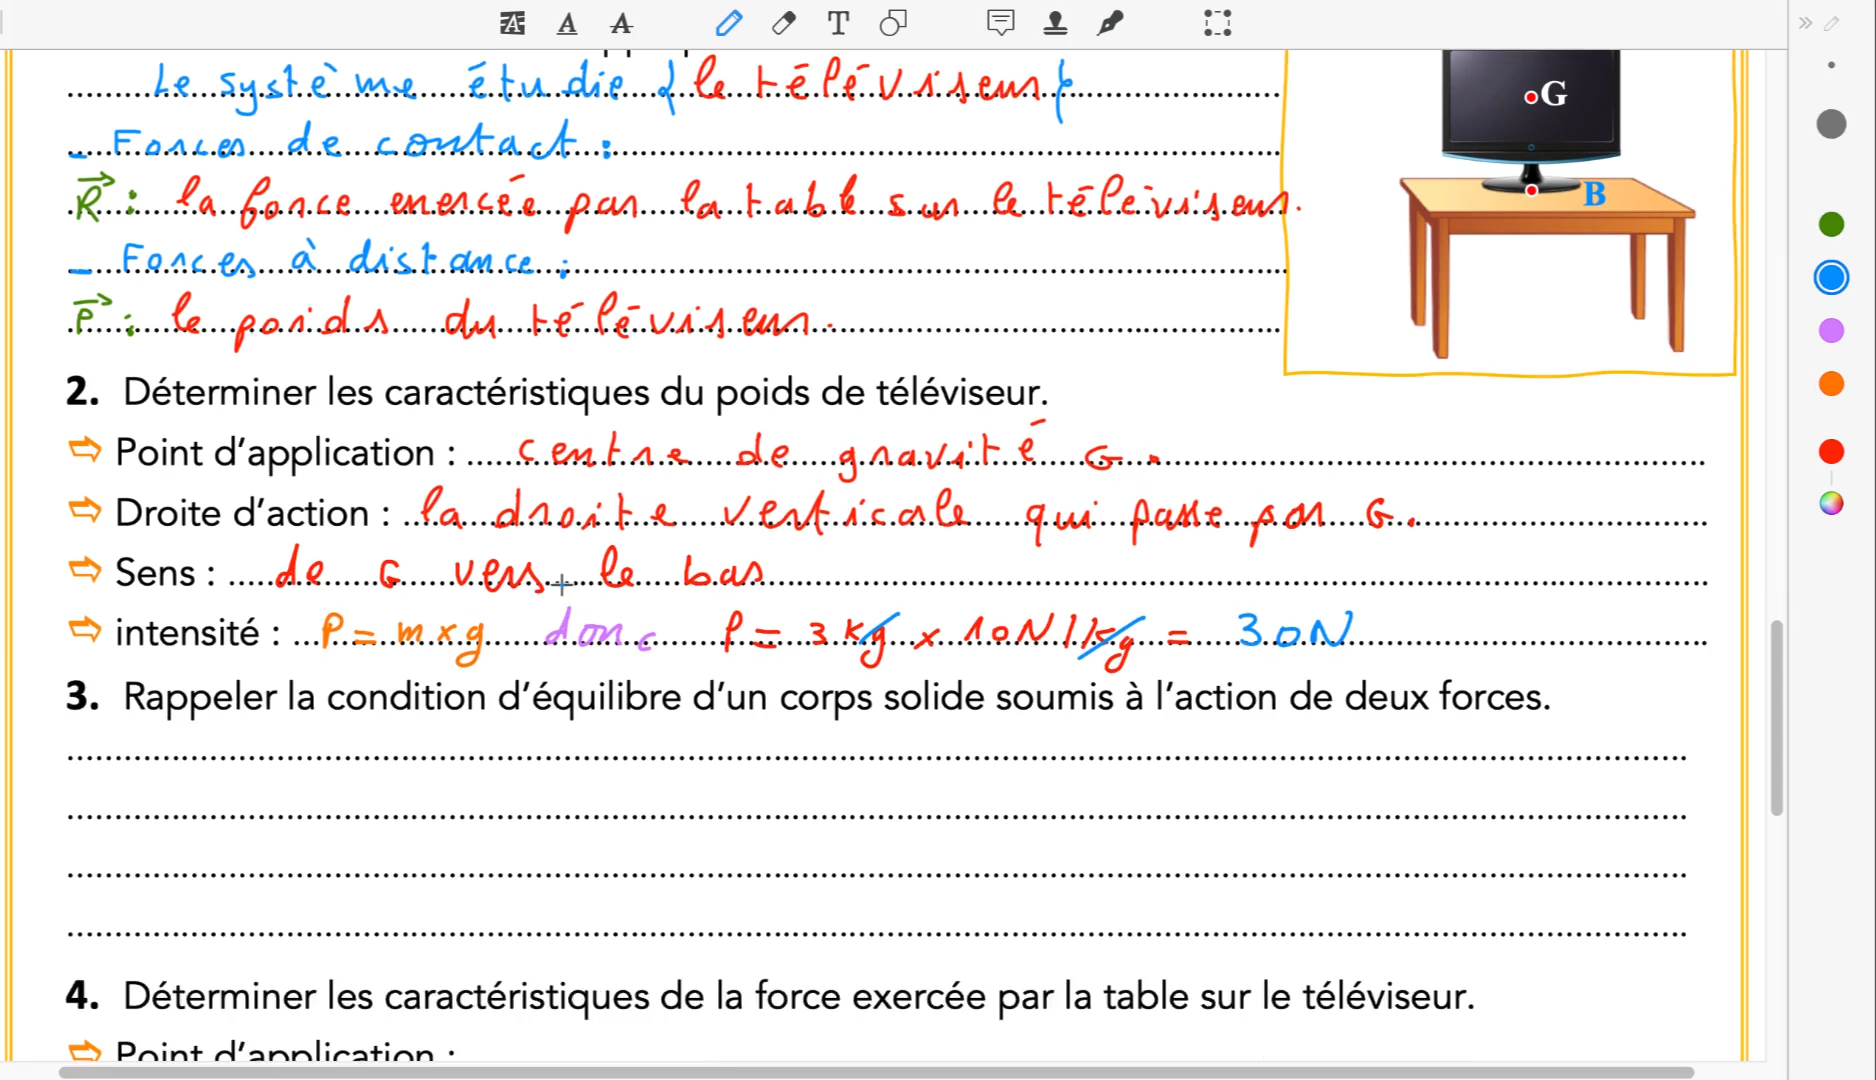 Le système étudie { le téléviseur }
- Forces de contact :
R : la force exercée par la table sur le téléviseur.
- Forces à distance :
P : le poids du téléviseur.
G
B
2. Déterminer les caractéristiques du poids de téléviseur.
⇨ Point d'application : centre de gravité G.
⇨ Droite d'action : la droite verticale qui passe par G.
⇨ Sens : de G vers le bas
⇨ intensité : P = m x g donc P = 3 kg x 10 N/kg = 30N
3. Rappeler la condition d'équilibre d'un corps solide soumis à l'action de deux forces.
4. Déterminer les caractéristiques de la force exercée par la table sur le téléviseur.
⇨ Point d'application :